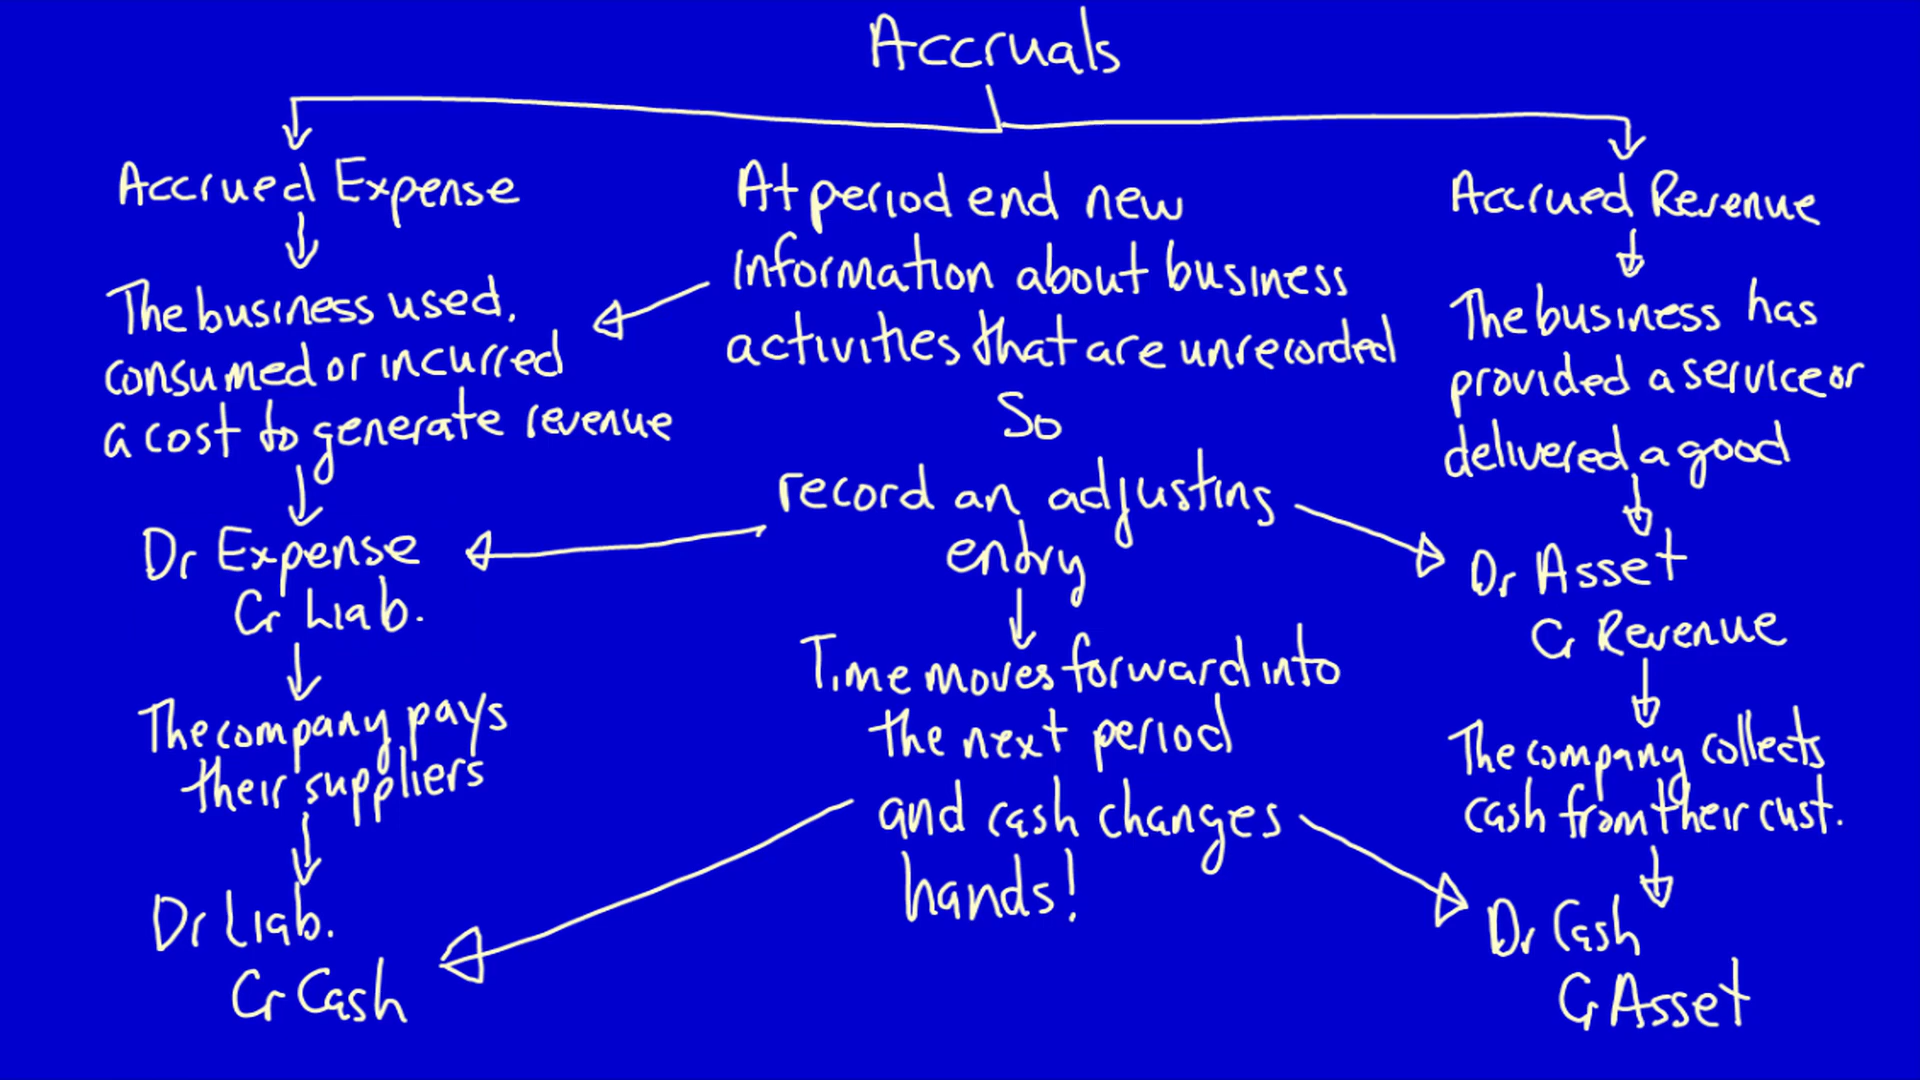 Accruals
Accrued Expense
The business used,
consumed or incurred
a cost to generate revenue
Dr Expense
Cr Liab.
The company pays
their suppliers
Dr Liab.
Cr Cash
At period end new
information about business
activities that are unrecorded
So
record an adjusting
entry
Time moves forward into
the next period
and cash changes
hands!
Accrued Revenue
The business has
provided a service or
delivered a good
Dr Asset
Cr Revenue
The company collects
cash from their cust.
Dr Cash
Cr Asset